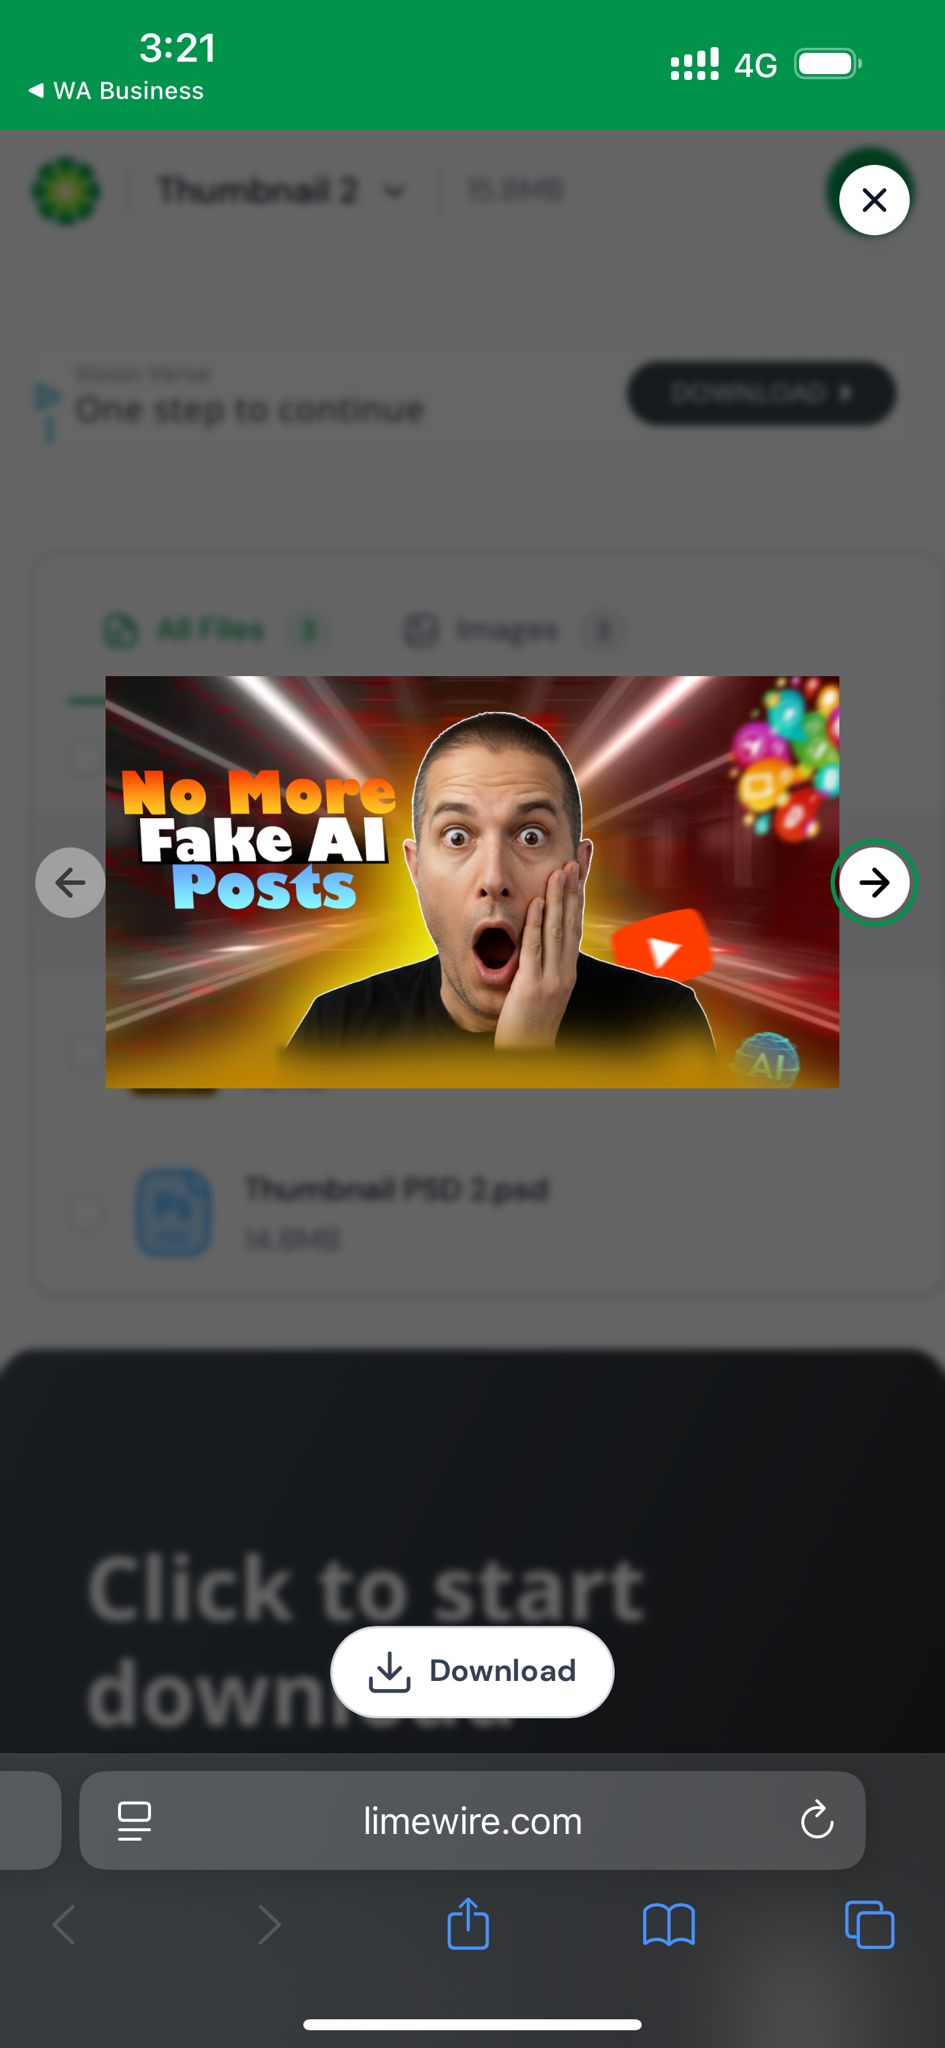 3:21
4G
◀ WA Business
Thumbnail 2
15.8MB
Vision Verse
One step to continue
DOWNLOAD
All Files 3
Images 3
No More
Fake AI
Posts
AI
Thumbnail PSD 2.psd
Ps
14.8MB
Click to start
download
Download
limewire.com